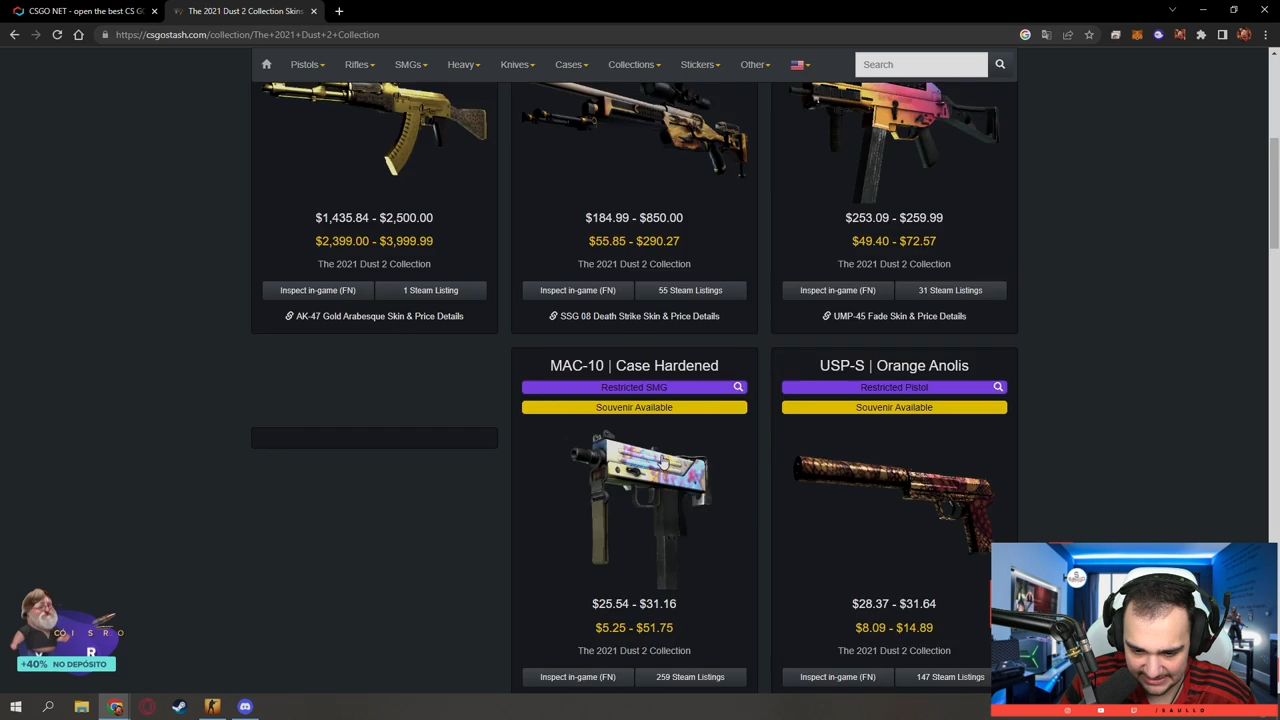 CSGO NET - open the best CS GO
The 2021 Dust 2 Collection Skins
https://csgostash.com/collection/The+2021+Dust+2+Collection
Pistols
Rifles
SMGs
Heavy
Knives
Cases
Collections
Stickers
Other
Search
$1,435.84 - $2,500.00
$2,399.00 - $3,999.99
The 2021 Dust 2 Collection
Inspect in-game (FN)
1 Steam Listing
AK-47 Gold Arabesque Skin & Price Details
$184.99 - $850.00
$55.85 - $290.27
The 2021 Dust 2 Collection
Inspect in-game (FN)
55 Steam Listings
SSG 08 Death Strike Skin & Price Details
$253.09 - $259.99
$49.40 - $72.57
The 2021 Dust 2 Collection
Inspect in-game (FN)
31 Steam Listings
UMP-45 Fade Skin & Price Details
MAC-10 | Case Hardened
Restricted SMG
Souvenir Available
$25.54 - $31.16
$5.25 - $51.75
The 2021 Dust 2 Collection
Inspect in-game (FN)
259 Steam Listings
USP-S | Orange Anolis
Restricted Pistol
Souvenir Available
$28.37 - $31.64
$8.09 - $14.89
The 2021 Dust 2 Collection
Inspect in-game (FN)
147 Steam Listings
+40% NO DEPÓSITO
/SAULLO